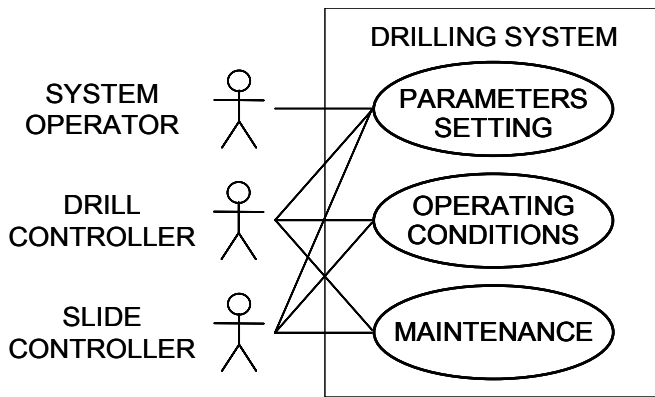 DRILLING SYSTEM
SYSTEM
OPERATOR
PARAMETERS
SETTING
DRILL
CONTROLLER
OPERATING
CONDITIONS
SLIDE
CONTROLLER
MAINTENANCE